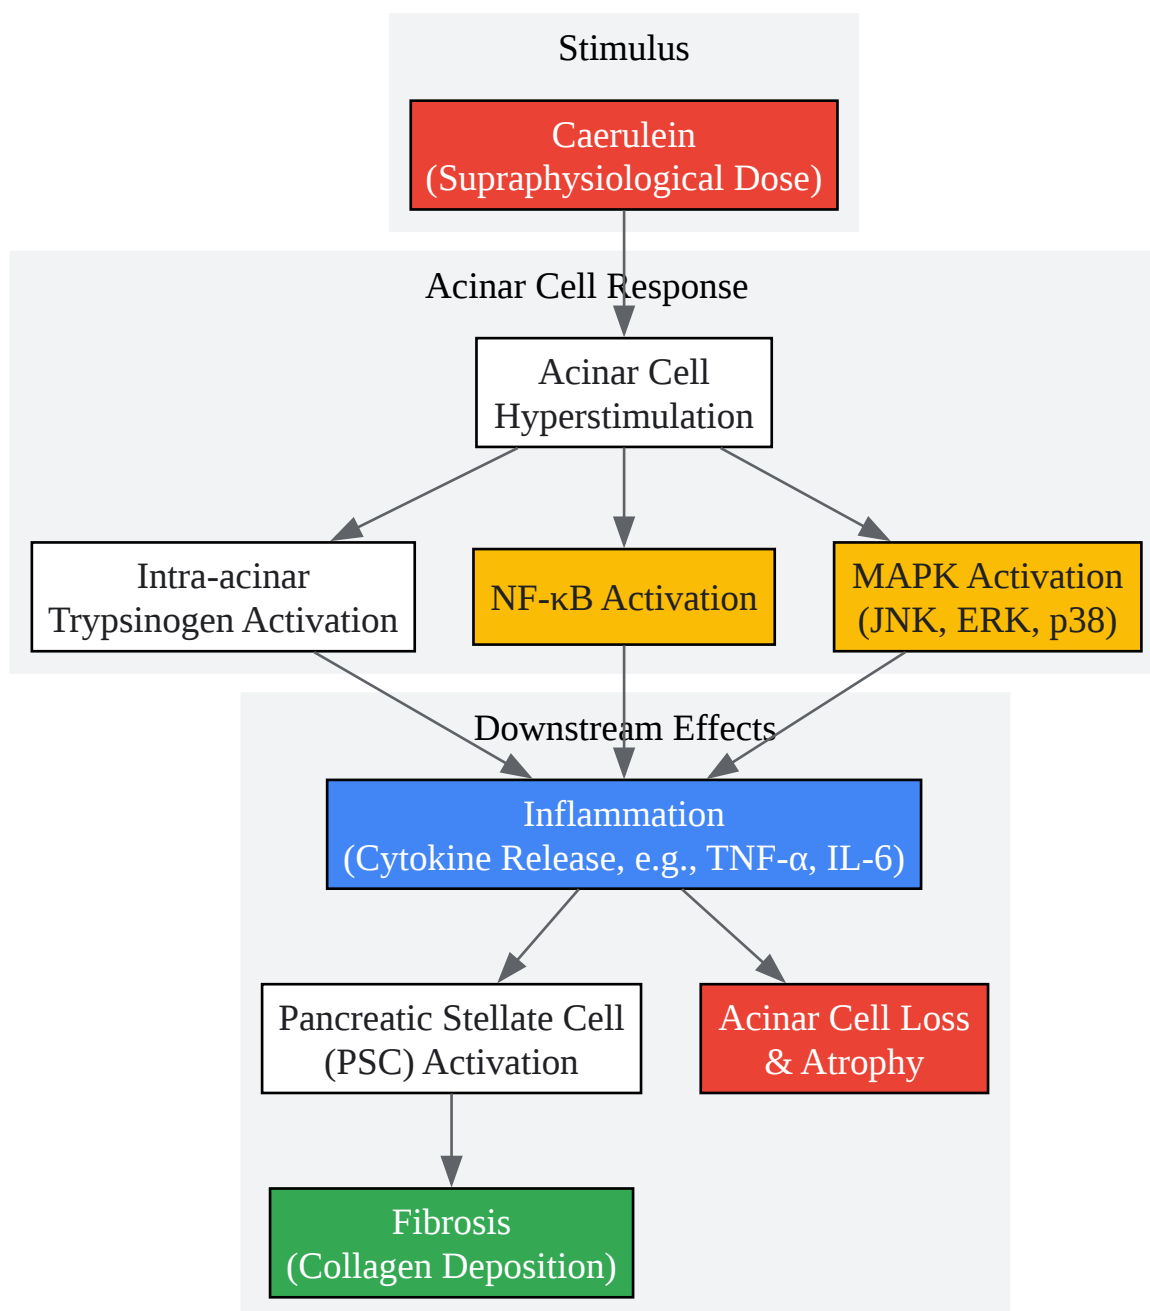 Stimulus
Caerulein
(Supraphysiological Dose)
Acinar Cell Response
Acinar Cell
Hyperstimulation
Intra-acinar
Trypsinogen Activation
NF-κB Activation
MAPK Activation
(JNK, ERK, p38)
Downstream Effects
Inflammation
(Cytokine Release, e.g., TNF-α, IL-6)
Pancreatic Stellate Cell
(PSC) Activation
Acinar Cell Loss
& Atrophy
Fibrosis
(Collagen Deposition)